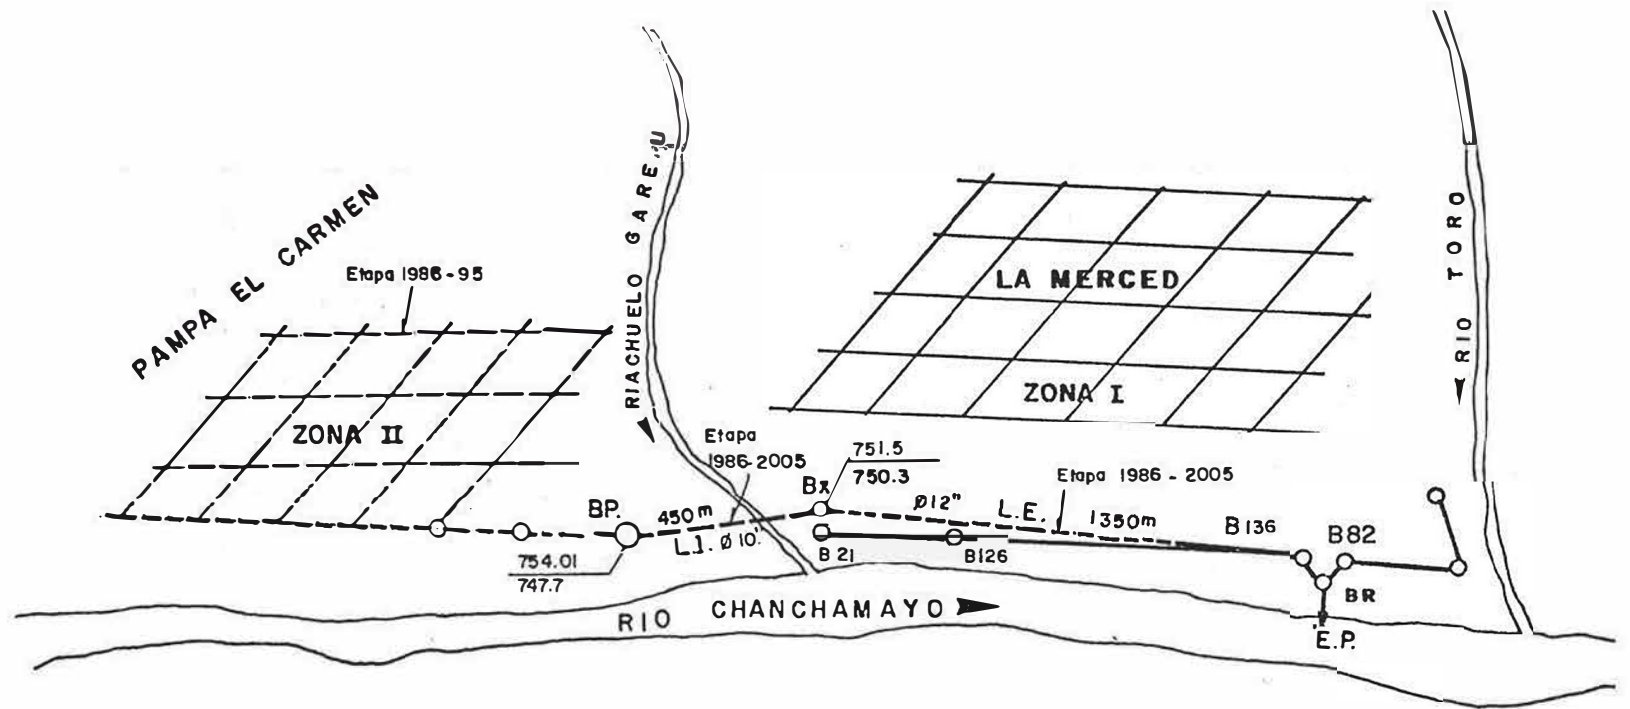 PAMPA EL CARMEN
Etapa 1986-95
ZONA II
RIACHUELO GARE
LA MERCED
ZONA I
RIO TORO
BP.
754.01
747.7
450m
L.I. Ø 10"
Etapa
1986-2005
Bx
751.5
750.3
Ø12" L.E. 1350m
Etapa 1986 - 2005
B 21
B126
B136
B82
BR
E.P.
RIO CHANCHAMAYO